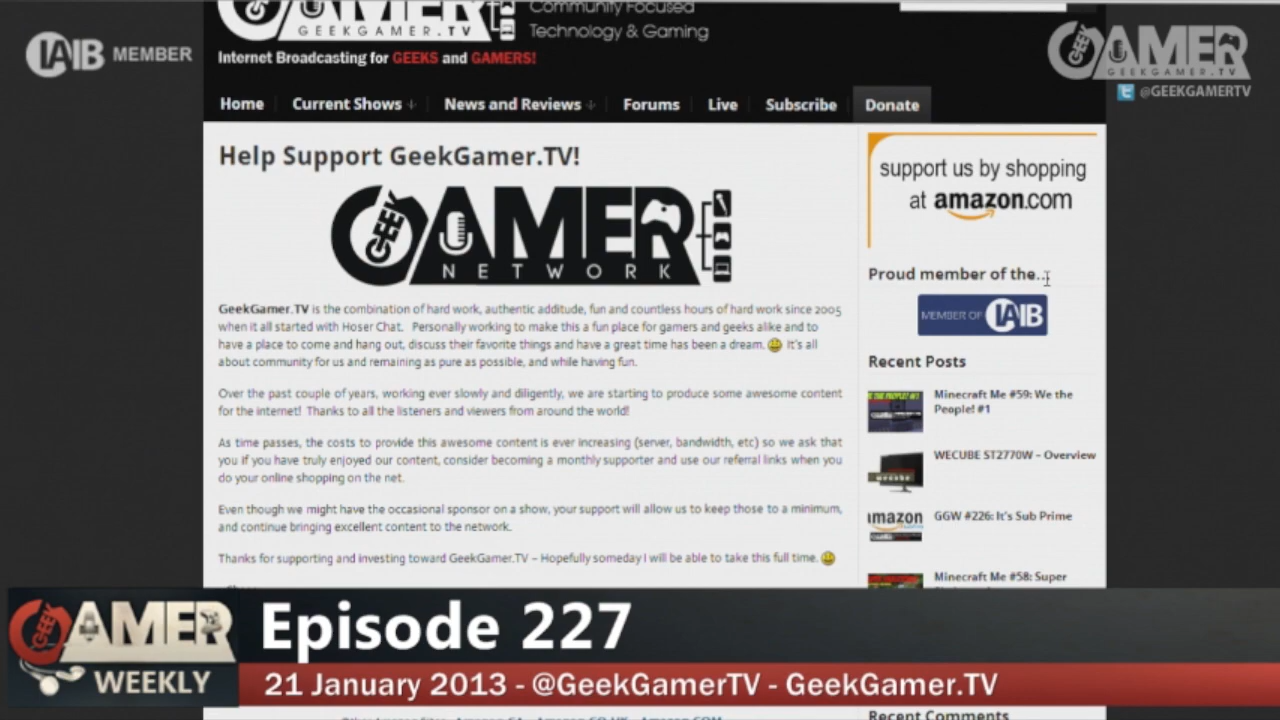 GEEK GAMER
GEEKGAMER.TV
Community Focused
Technology & Gaming
Internet Broadcasting for GEEKS and GAMERS!
IAIB MEMBER
GEEK GAMER
GEEKGAMER.TV
@GEEKGAMERTV
Home Current Shows News and Reviews Forums Live Subscribe Donate
Help Support GeekGamer.TV!
GEEK GAMER
NETWORK
GeekGamer.TV is the combination of hard work, authentic additude, fun and countless hours of hard work since 2005
when it all started with Hoser Chat. Personally working to make this a fun place for gamers and geeks alike and to
have a place to come and hang out, discuss their favorite things and have a great time has been a dream. It's all
about community for us and remaining as pure as possible, and while having fun.
Over the past couple of years, working ever slowly and diligently, we are starting to produce some awesome content
for the internet! Thanks to all the listeners and viewers from around the world!
As time passes, the costs to provide this awesome content is ever increasing (server, bandwidth, etc) so we ask that
you if you have truly enjoyed our content, consider becoming a monthly supporter and use our referral links when you
do your online shopping on the net.
Even though we might have the occasional sponsor on a show, your support will allow us to keep those to a minimum,
and continue bringing excellent content to the network.
Thanks for supporting and investing toward GeekGamer.TV – Hopefully someday I will be able to take this full time.
support us by shopping
at amazon.com
Proud member of the...
MEMBER OF IAIB
Recent Posts
Minecraft Me #59: We the
People! #1
WECUBE ST2770W – Overview
amazon
GGW #226: It's Sub Prime
Minecraft Me #58: Super
GEEK GAMER
WEEKLY
Episode 227
21 January 2013 - @GeekGamerTV - GeekGamer.TV
Recent Comments